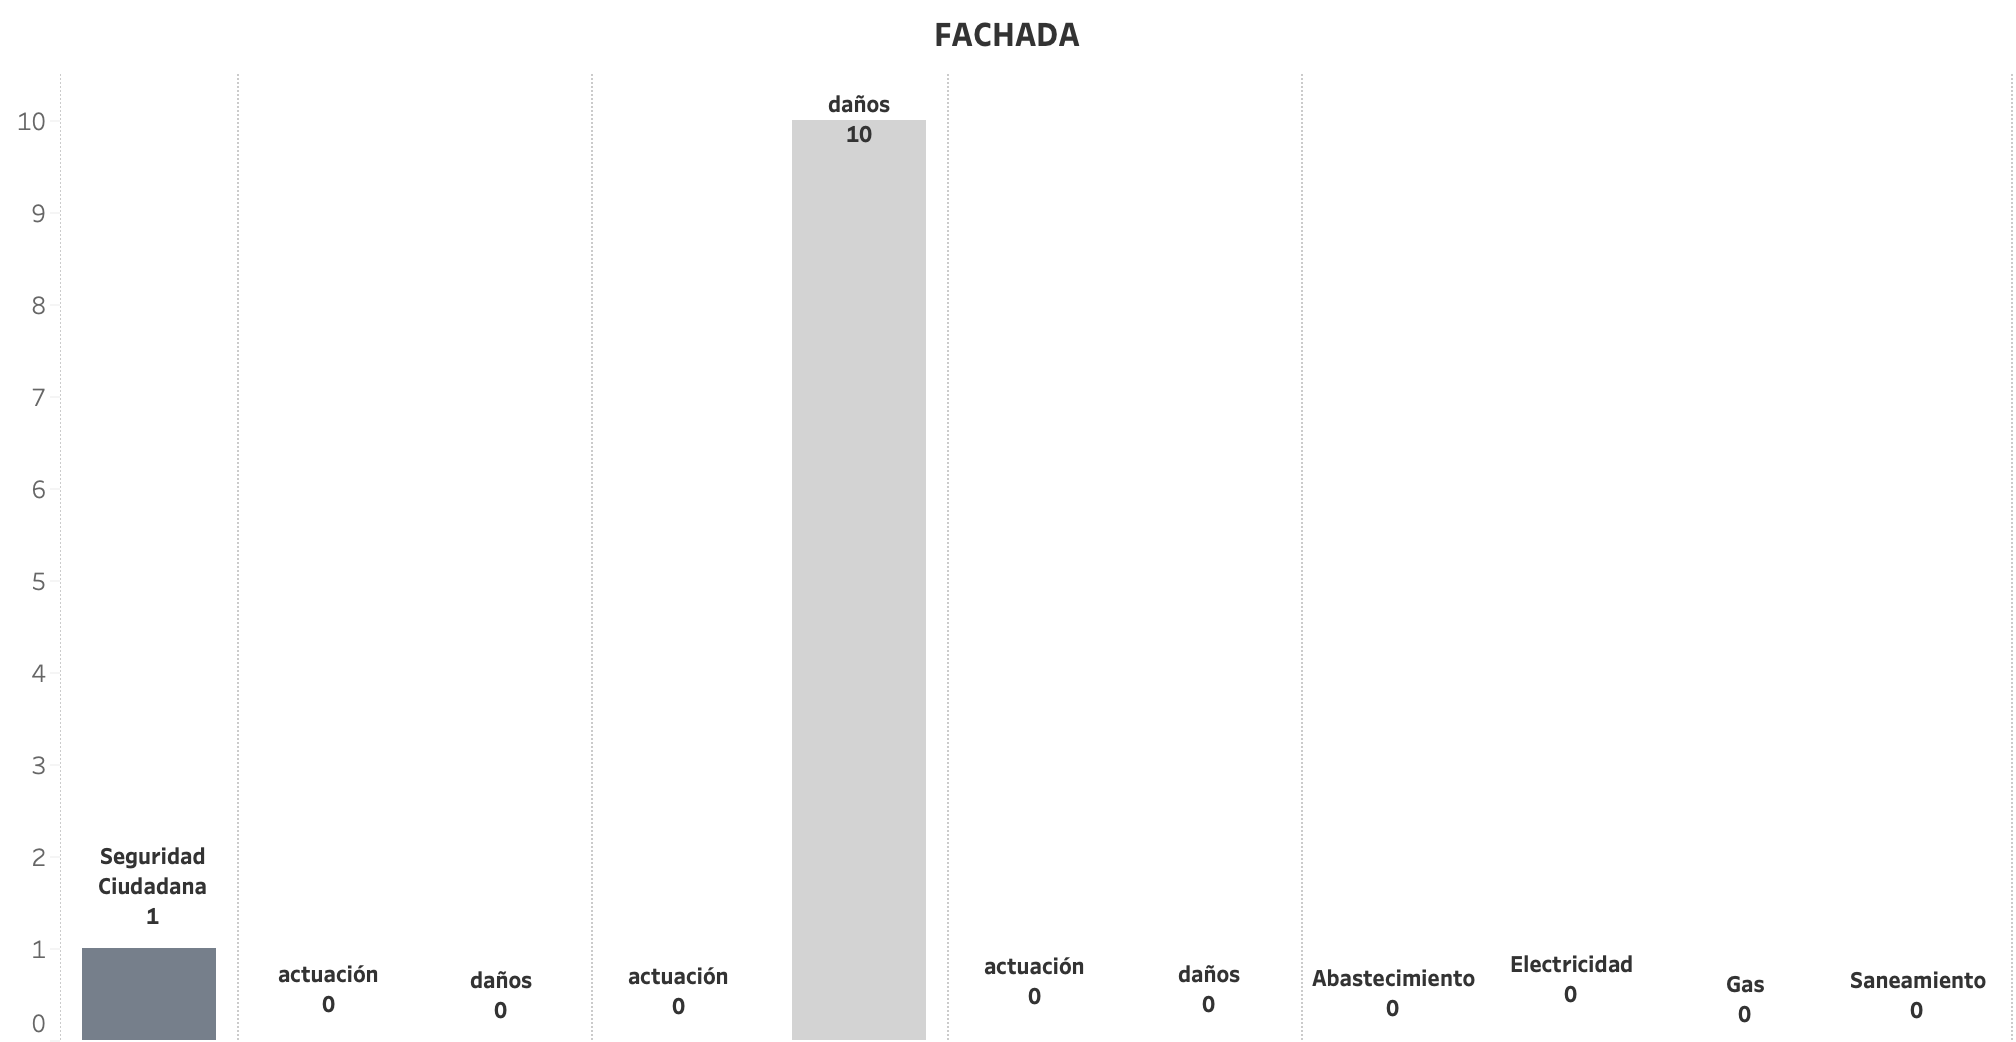 FACHADA
10
9
8
7
6
5
4
3
2
1
0
Seguridad
Ciudadana
1
actuación
0
daños
0
actuación
0
daños
10
actuación
0
daños
0
Abastecimiento
0
Electricidad
0
Gas
0
Saneamiento
0